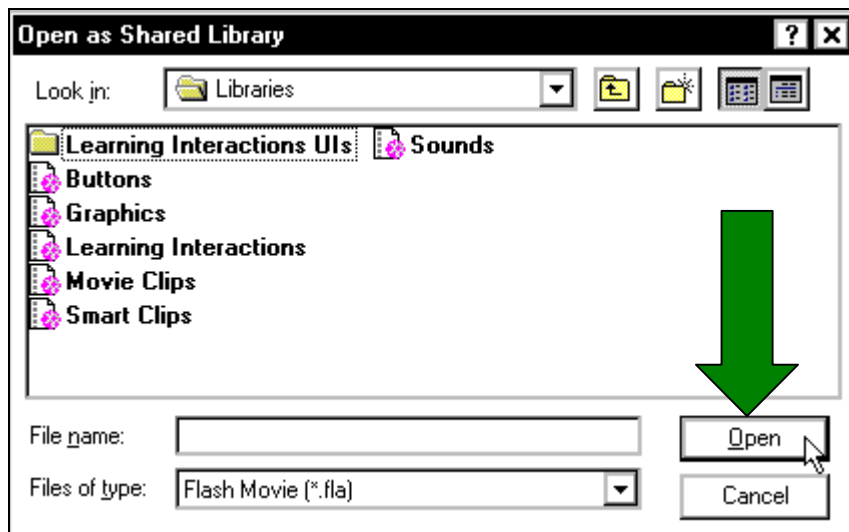 Open as Shared Library
Look in: Libraries
Learning Interactions UIs Sounds
Buttons
Graphics
Learning Interactions
Movie Clips
Smart Clips
File name: Open
Files of type: Flash Movie (*.fla) Cancel